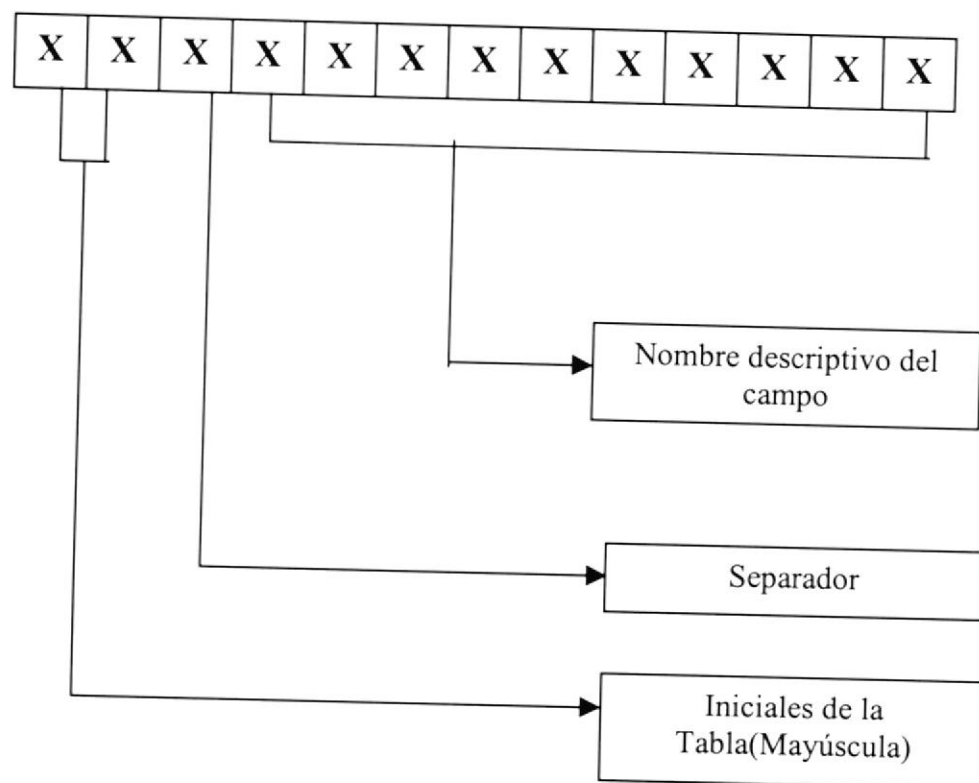 X X X X X X X X X X X X X
Nombre descriptivo del
campo
Separador
Iniciales de la
Tabla(Mayúscula)